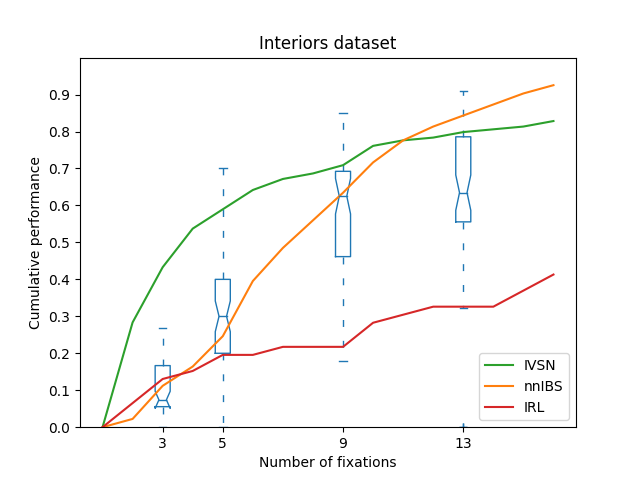 Interiors dataset
Cumulative performance
0.9
0.8
0.7
0.6
0.5
0.4
0.3
0.2
0.1
0.0
3 5 9 13
Number of fixations
IVSN
nnIBS
IRL